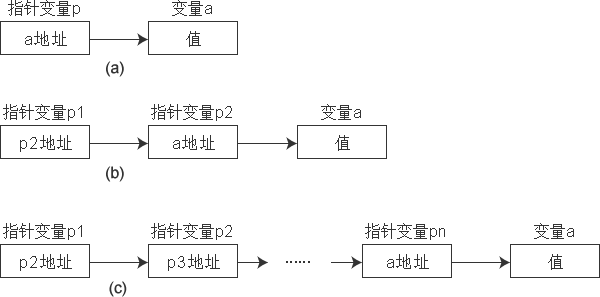 指针变量p 变量a
a地址 值
(a)
指针变量p1 指针变量p2 变量a
p2地址 a地址 值
(b)
指针变量p1 指针变量p2 指针变量pn 变量a
p2地址 p3地址 ...... a地址 值
(c)